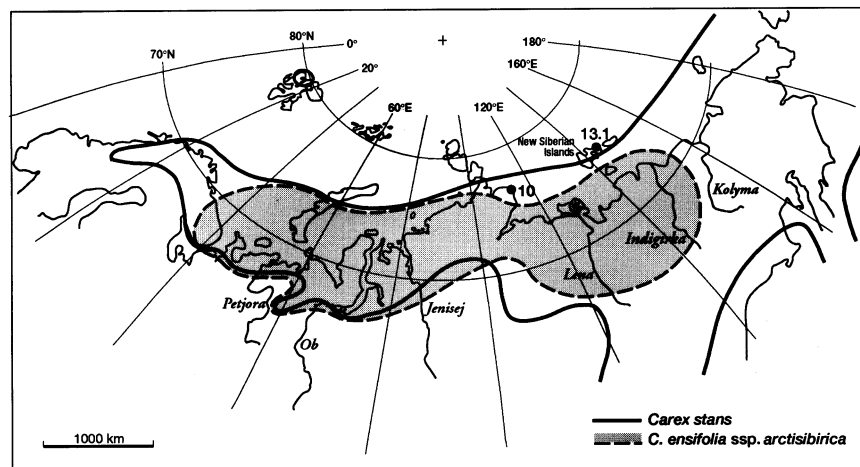 70°N
80°N
0°
20°
60°E
120°E
160°E
180°
New Siberian
Islands
13.1
10
Kolyma
Indigirka
Lena
Jenisej
Petjora
Ob
1000 km
Carex stans
C. ensifolia ssp. arctisibirica